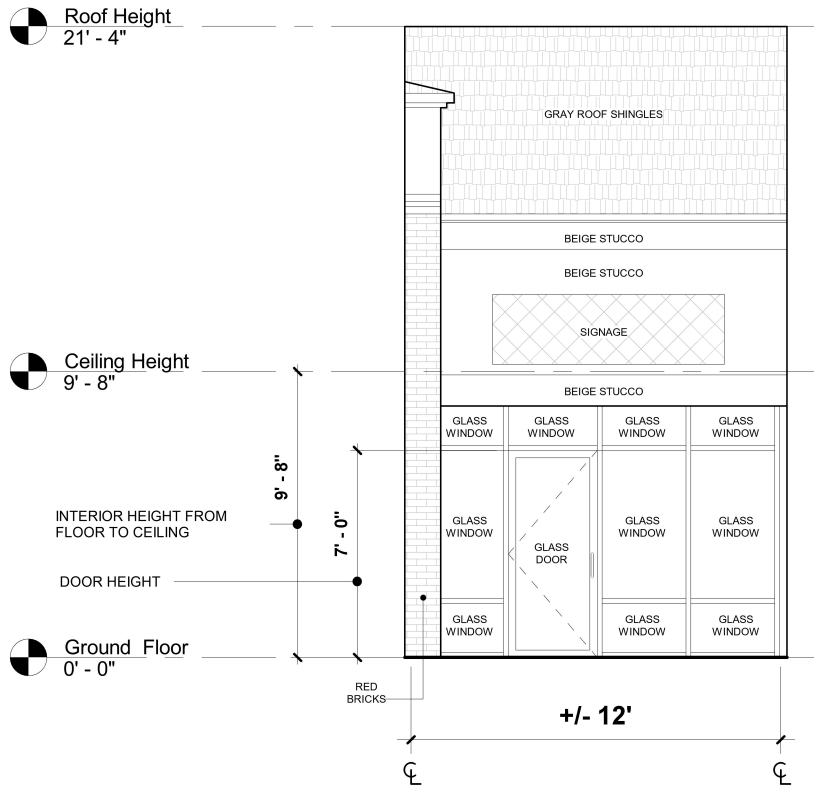 Roof Height
21' - 4"
GRAY ROOF SHINGLES
BEIGE STUCCO
BEIGE STUCCO
SIGNAGE
Ceiling Height
9' - 8"
BEIGE STUCCO
GLASS
WINDOW
GLASS
WINDOW
GLASS
WINDOW
GLASS
WINDOW
9' - 8"
7' - 0"
INTERIOR HEIGHT FROM
FLOOR TO CEILING
DOOR HEIGHT
GLASS
WINDOW
GLASS
DOOR
GLASS
WINDOW
GLASS
WINDOW
GLASS
WINDOW
GLASS
WINDOW
GLASS
WINDOW
Ground Floor
0' - 0"
RED
BRICKS
+/- 12'
℄
℄